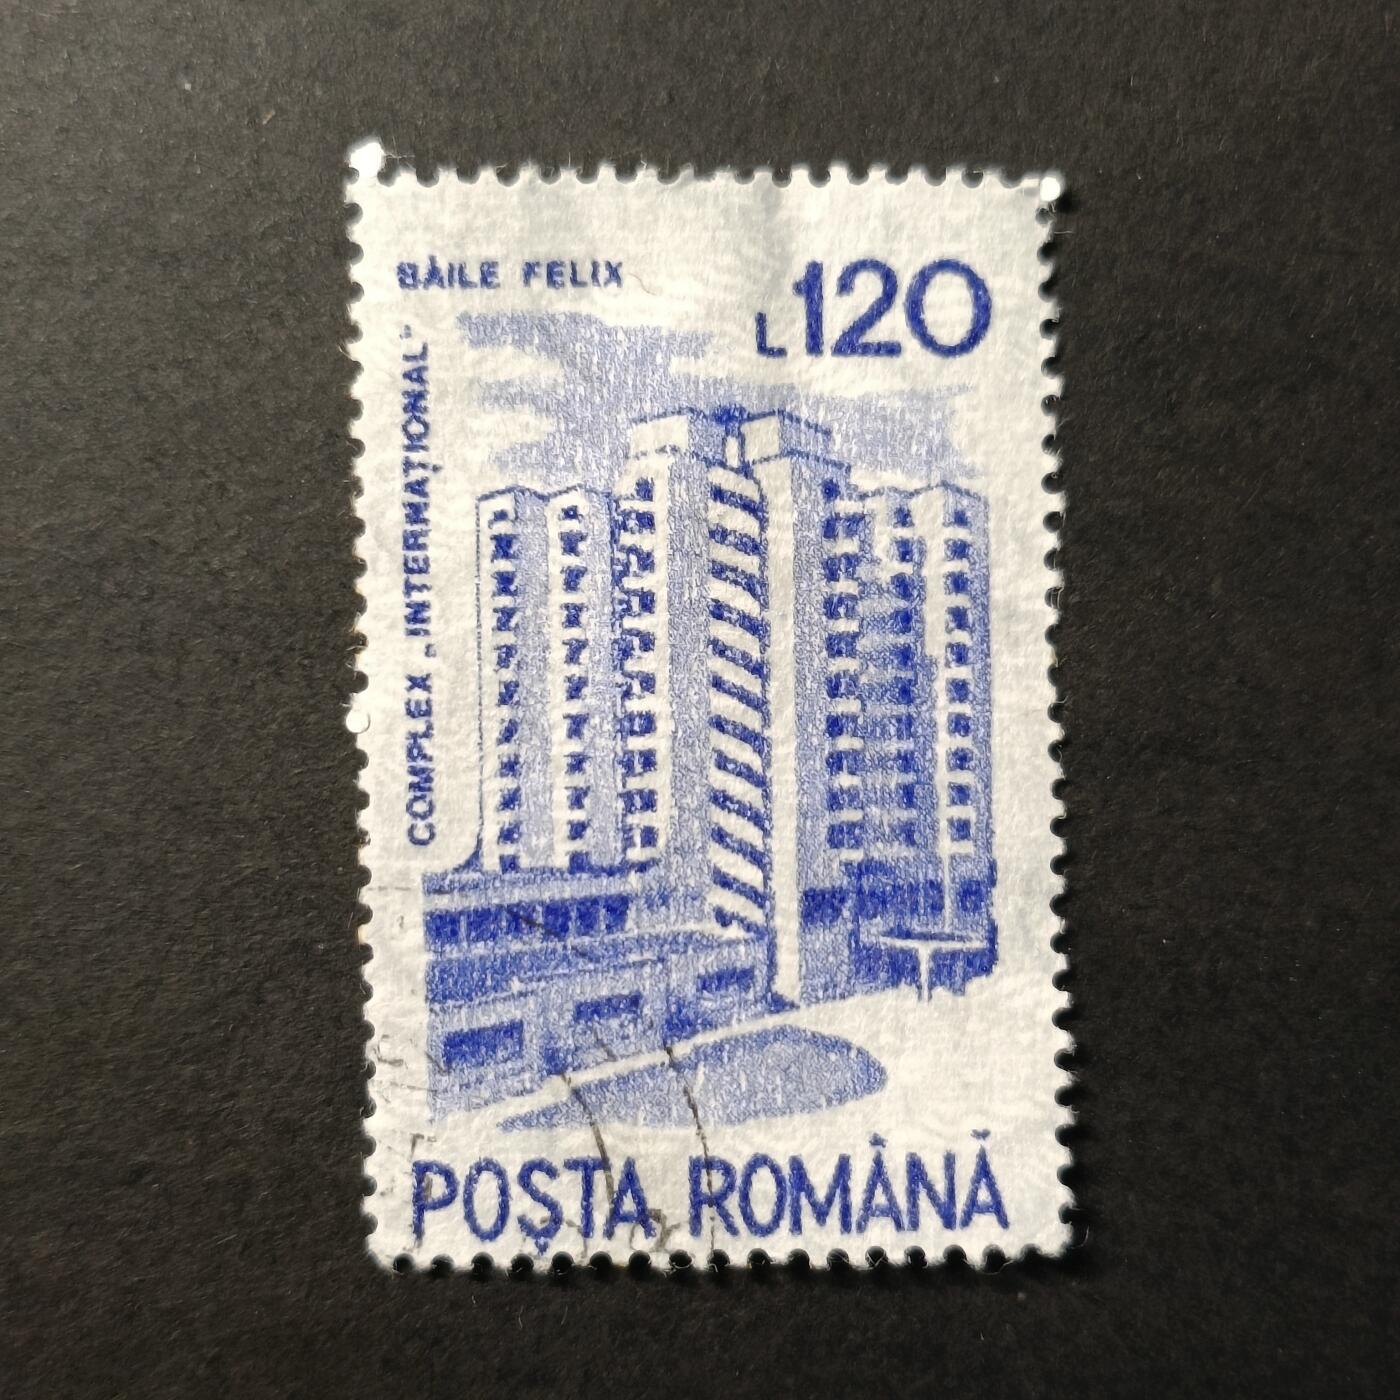 BĂILE FELIX
L120
COMPLEX „INTERNAȚIONAL"
POȘTA ROMÂNĂ